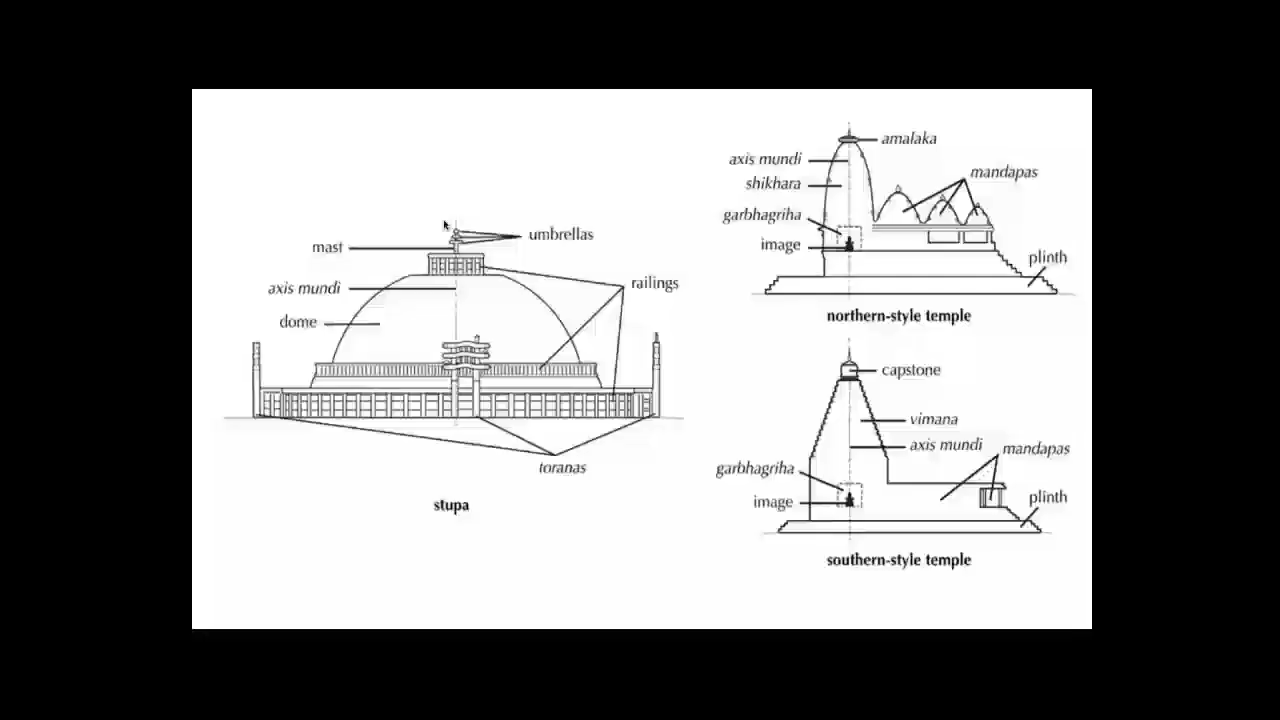 umbrellas
mast
railings
axis mundi
dome
toranas
stupa
amalaka
axis mundi
mandapas
shikhara
garbhagriha
image
plinth
northern-style temple
capstone
vimana
axis mundi
mandapas
garbhagriha
image
plinth
southern-style temple